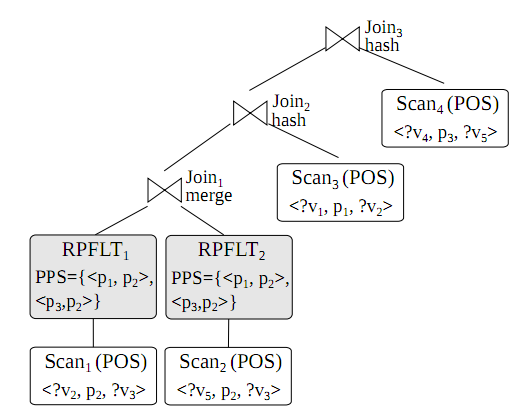 Join₃
hash
Scan₄ (POS)
<?v₄, p₃, ?v₅>
Join₂
hash
Scan₃ (POS)
<?v₁, p₁, ?v₂>
Join₁
merge
RPFLT₁
PPS={<p₁, p₂>,
<p₃,p₂>}
RPFLT₂
PPS={<p₁, p₂>,
<p₃,p₂>}
Scan₁ (POS)
<?v₂, p₂, ?v₃>
Scan₂ (POS)
<?v₅, p₂, ?v₃>